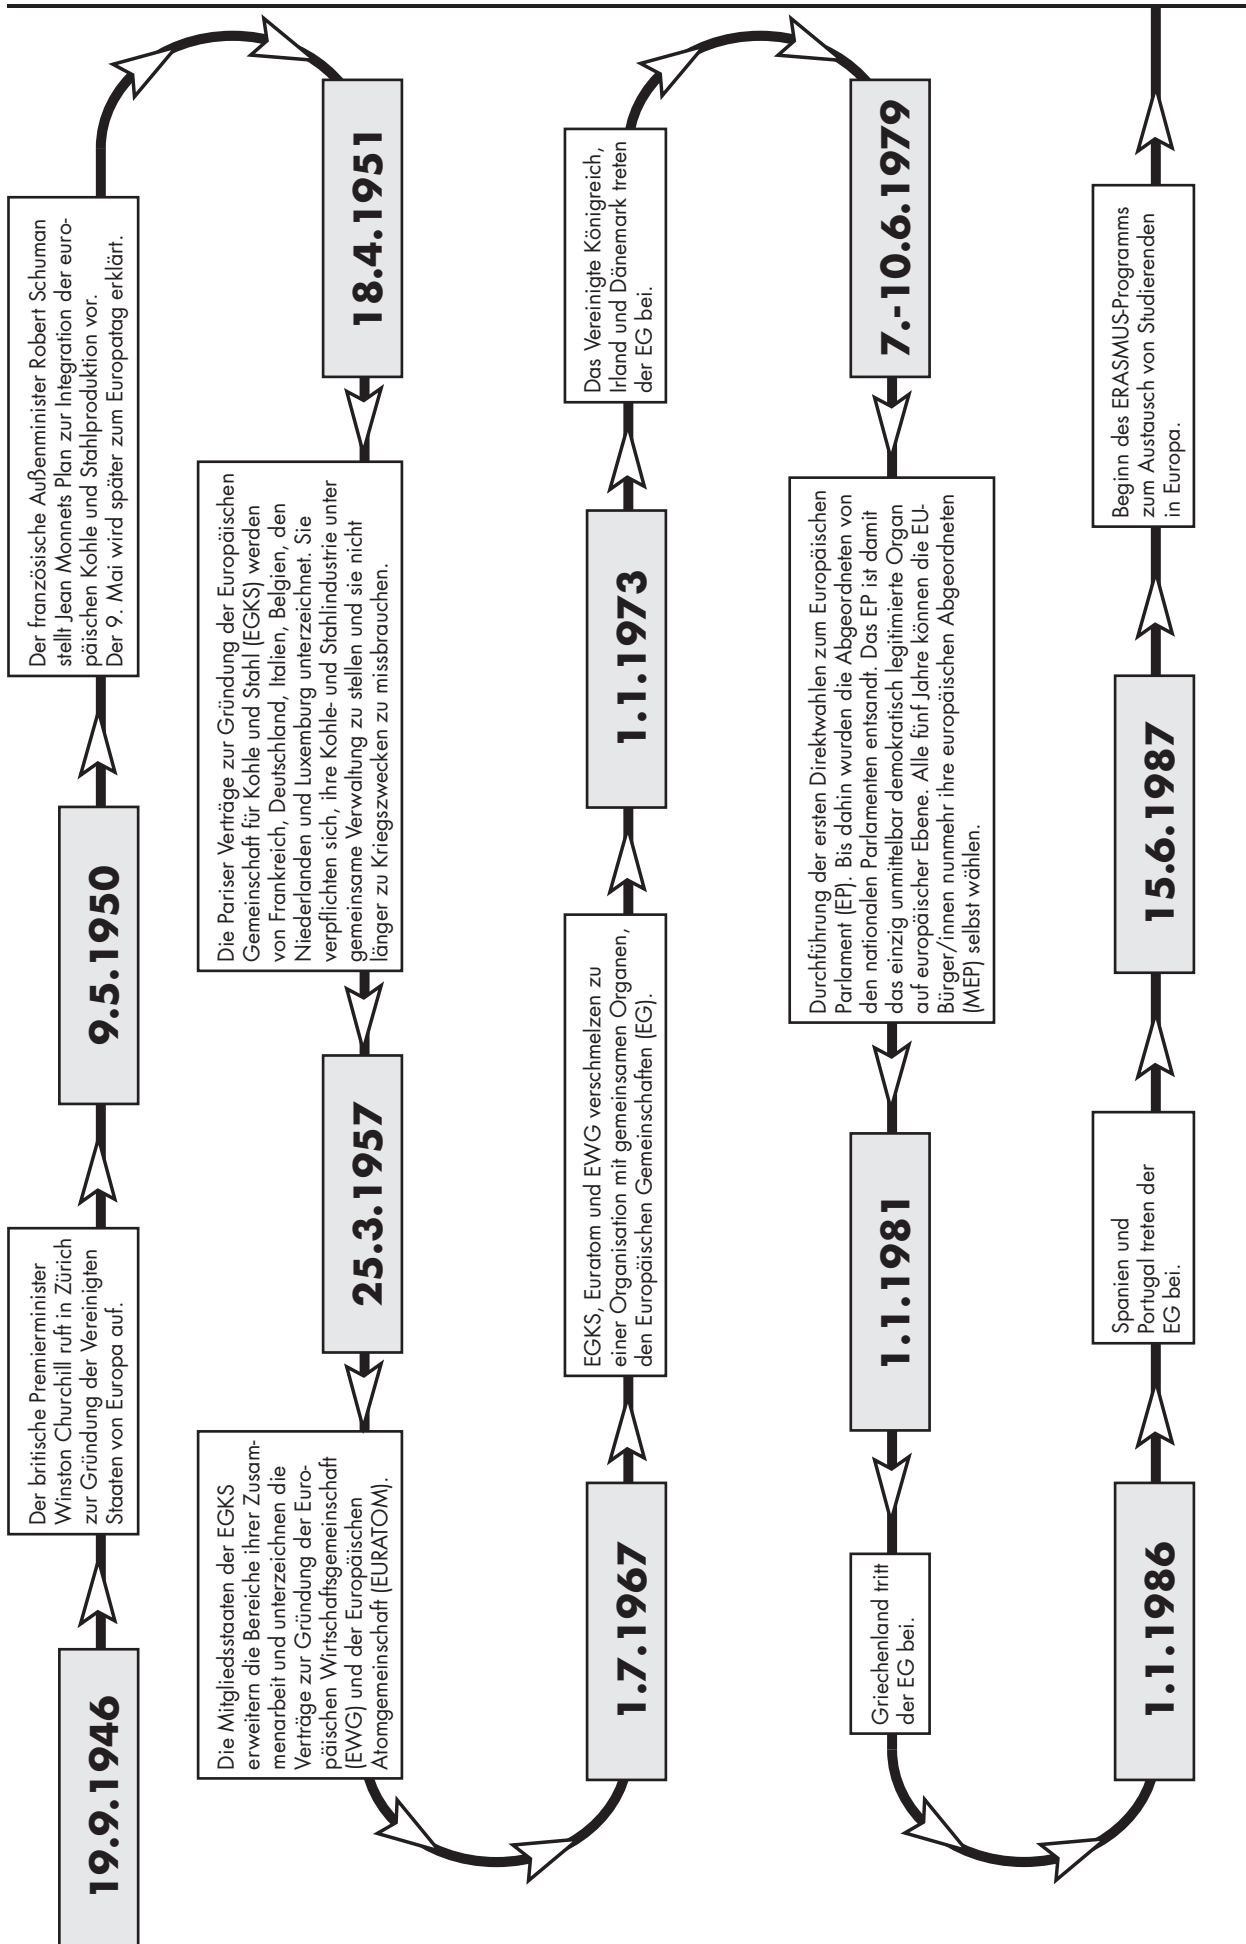 19.9.1946
Der britische Premierminister
Winston Churchill ruft in Zürich
zur Gründung der Vereinigten
Staaten von Europa auf.
9.5.1950
Der französische Außenminister Robert Schuman
stellt Jean Monnets Plan zur Integration der euro-
päischen Kohle und Stahlproduktion vor.
Der 9. Mai wird später zum Europatag erklärt.
18.4.1951
Die Pariser Verträge zur Gründung der Europäischen
Gemeinschaft für Kohle und Stahl (EGKS) werden
von Frankreich, Deutschland, Italien, Belgien, den
Niederlanden und Luxemburg unterzeichnet. Sie
verpflichten sich, ihre Kohle- und Stahlindustrie unter
gemeinsame Verwaltung zu stellen und sie nicht
länger zu Kriegszwecken zu missbrauchen.
25.3.1957
Die Mitgliedsstaaten der EGKS
erweitern die Bereiche ihrer Zusam-
menarbeit und unterzeichnen die
Verträge zur Gründung der Euro-
päischen Wirtschaftsgemeinschaft
(EWG) und der Europäischen
Atomgemeinschaft (EURATOM).
1.7.1967
EGKS, Euratom und EWG verschmelzen zu
einer Organisation mit gemeinsamen Organen,
den Europäischen Gemeinschaften (EG).
1.1.1973
Das Vereinigte Königreich,
Irland und Dänemark treten
der EG bei.
7.-10.6.1979
Durchführung der ersten Direktwahlen zum Europäischen
Parlament (EP). Bis dahin wurden die Abgeordneten von
den nationalen Parlamenten entsandt. Das EP ist damit
das einzig unmittelbar demokratisch legitimierte Organ
auf europäischer Ebene. Alle fünf Jahre können die EU-
Bürger/innen nunmehr ihre europäischen Abgeordneten
(MEP) selbst wählen.
1.1.1981
Griechenland tritt
der EG bei.
1.1.1986
Spanien und
Portugal treten der
EG bei.
15.6.1987
Beginn des ERASMUS-Programms
zum Austausch von Studierenden
in Europa.